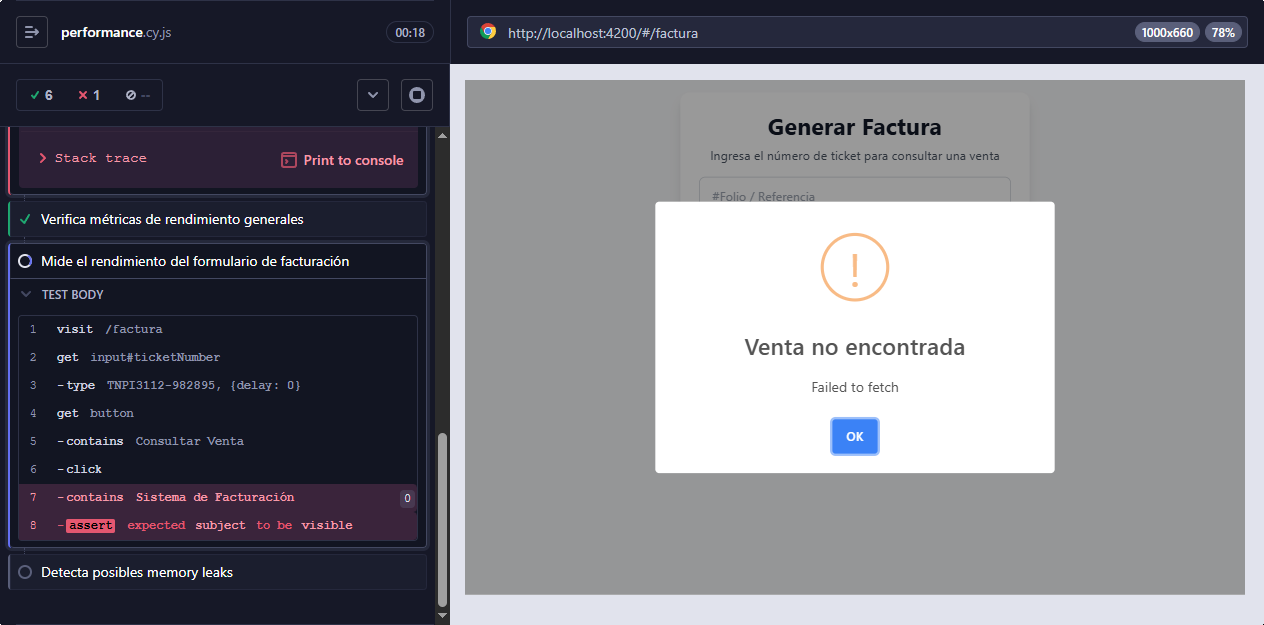 performance.cy.js
00:18
6
1
--
Stack trace
Print to console
Verifica métricas de rendimiento generales
Mide el rendimiento del formulario de facturación
TEST BODY
1 visit /factura
2 get input#ticketNumber
3 -type TNPI3112-982895, {delay: 0}
4 get button
5 -contains Consultar Venta
6 -click
7 -contains Sistema de Facturación 0
8 -assert expected subject to be visible
Detecta posibles memory leaks
http://localhost:4200/#/factura
1000x660
78%
Generar Factura
Ingresa el número de ticket para consultar una venta
#Folio / Referencia
Venta no encontrada
Failed to fetch
OK